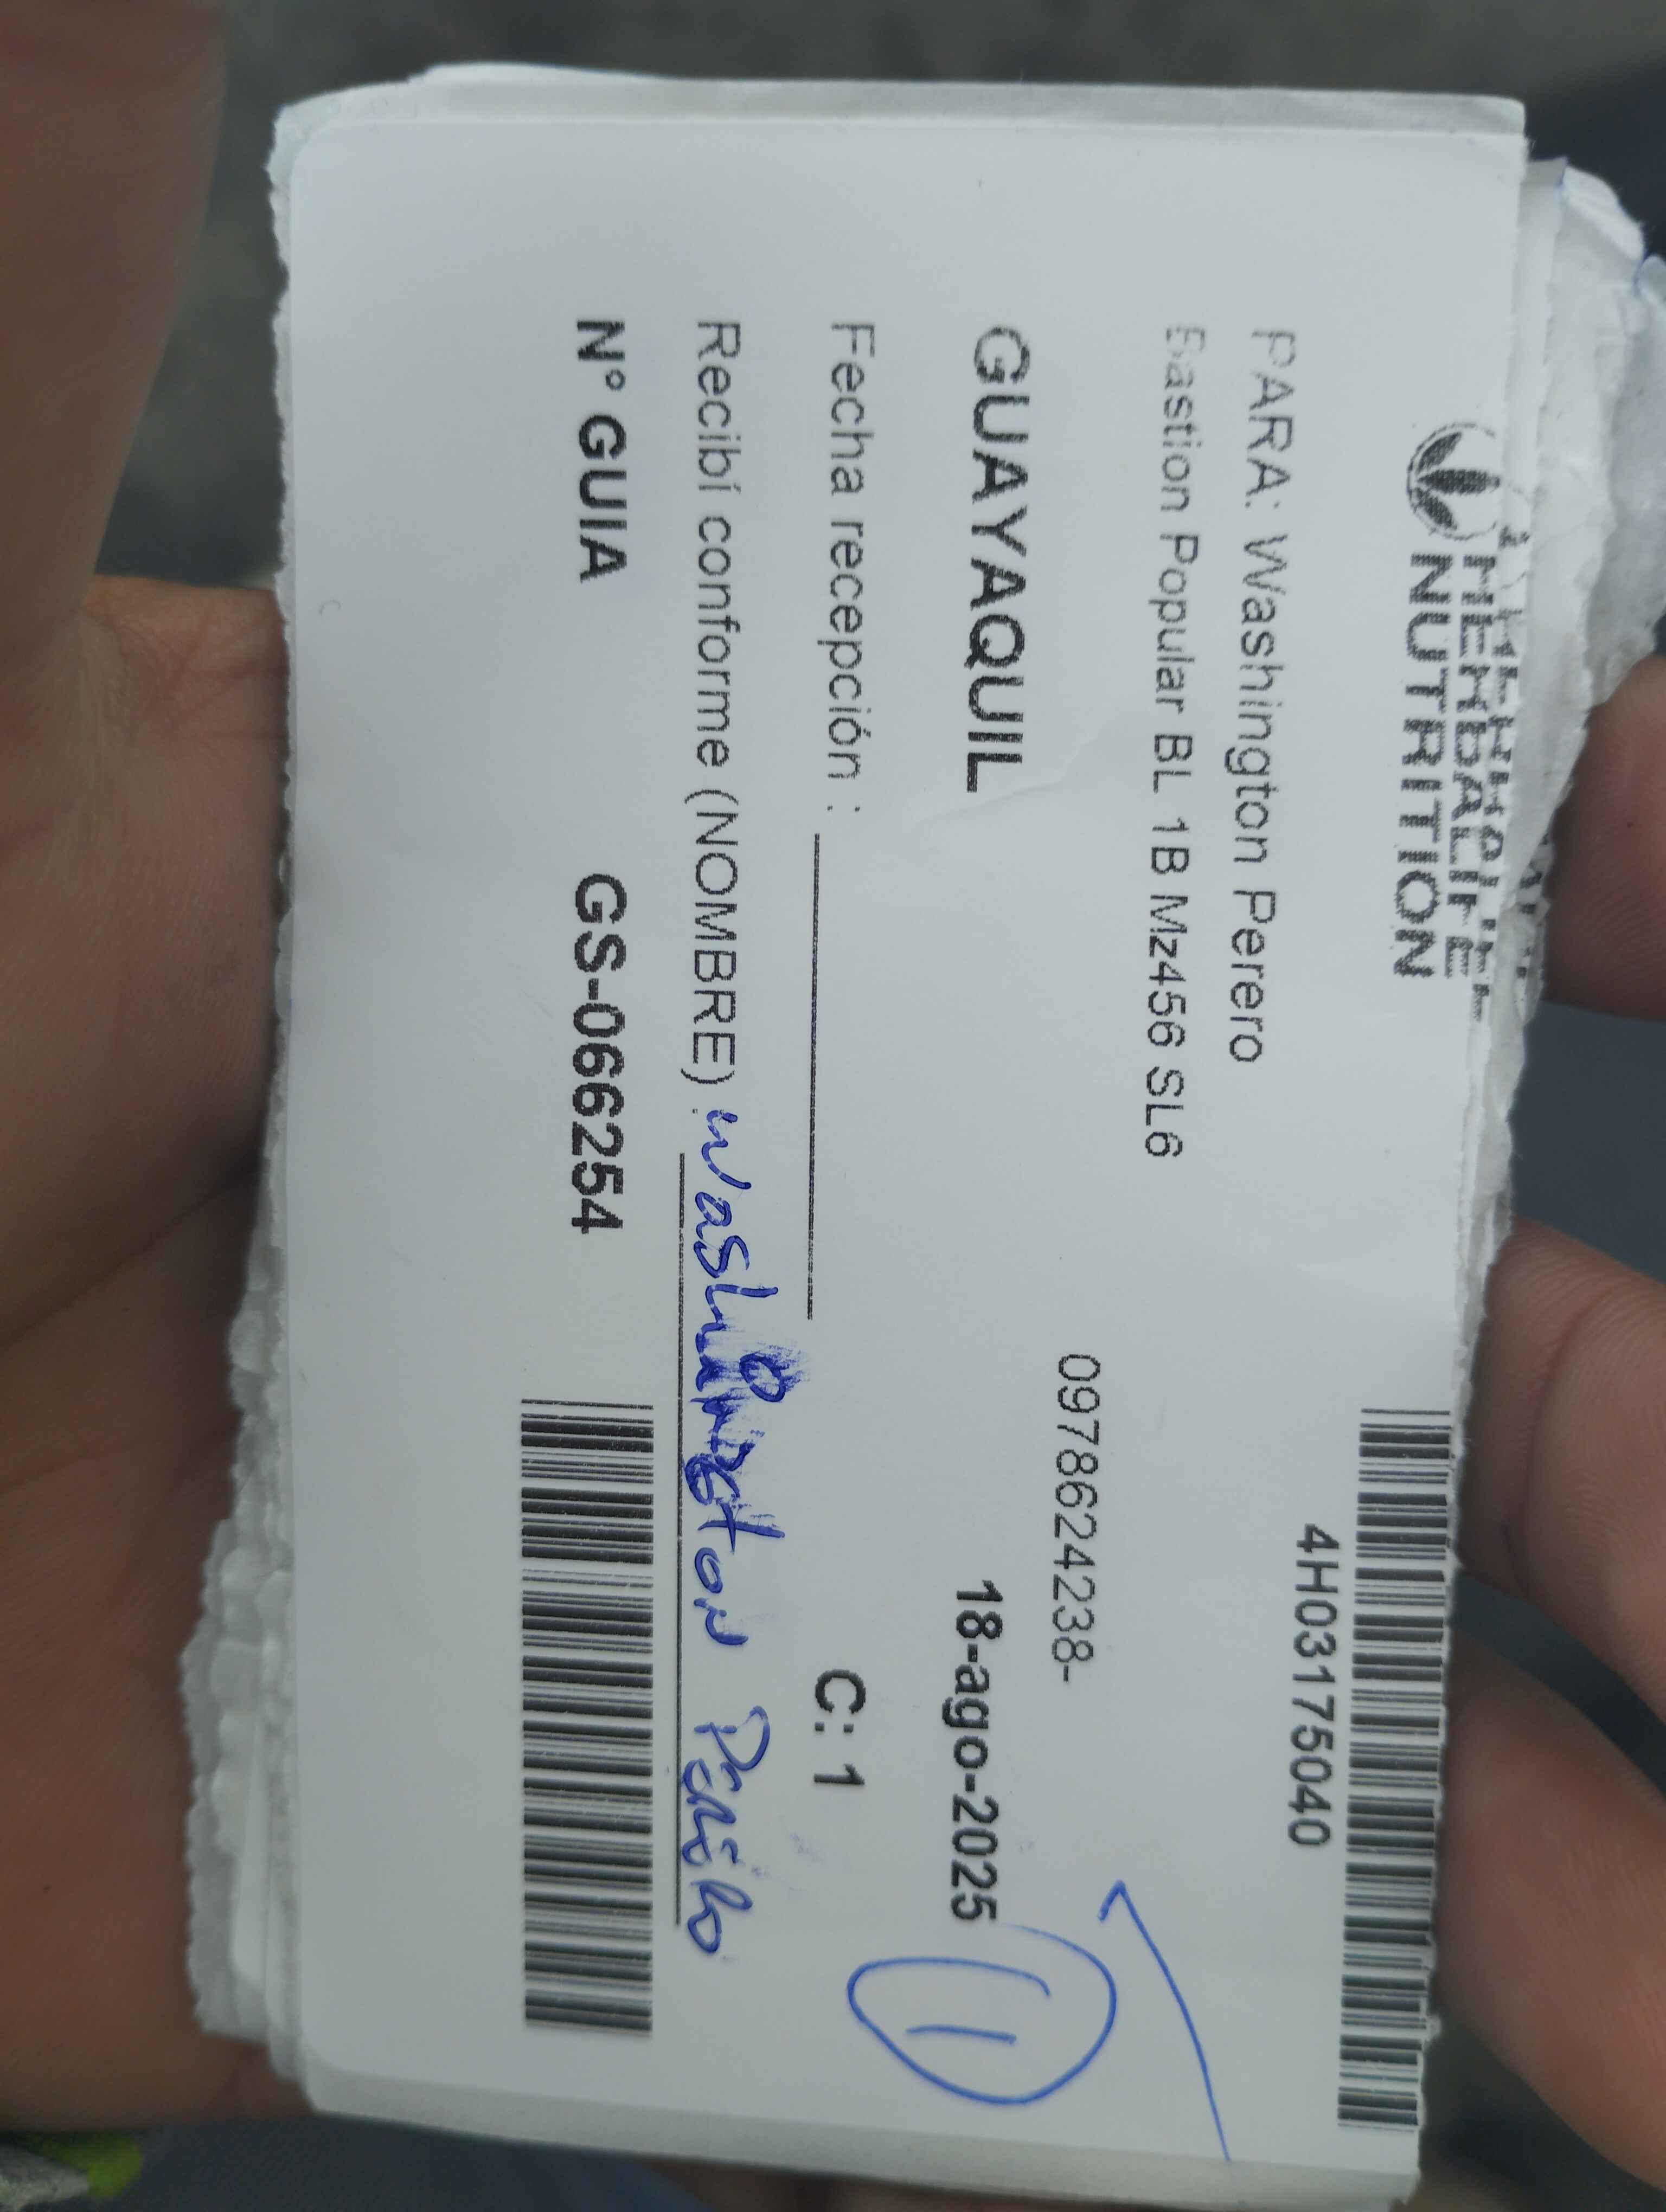 HERBALIFE
NUTRITION
4H03175040
PARA: Washington Perero
Bastion Popular BL 1B Mz456 SL6
0978624238-
GUAYAQUIL 18-ago-2025
1
Fecha recepción : C: 1
Recibí conforme (NOMBRE) Washington
N° GUIA GS-066254